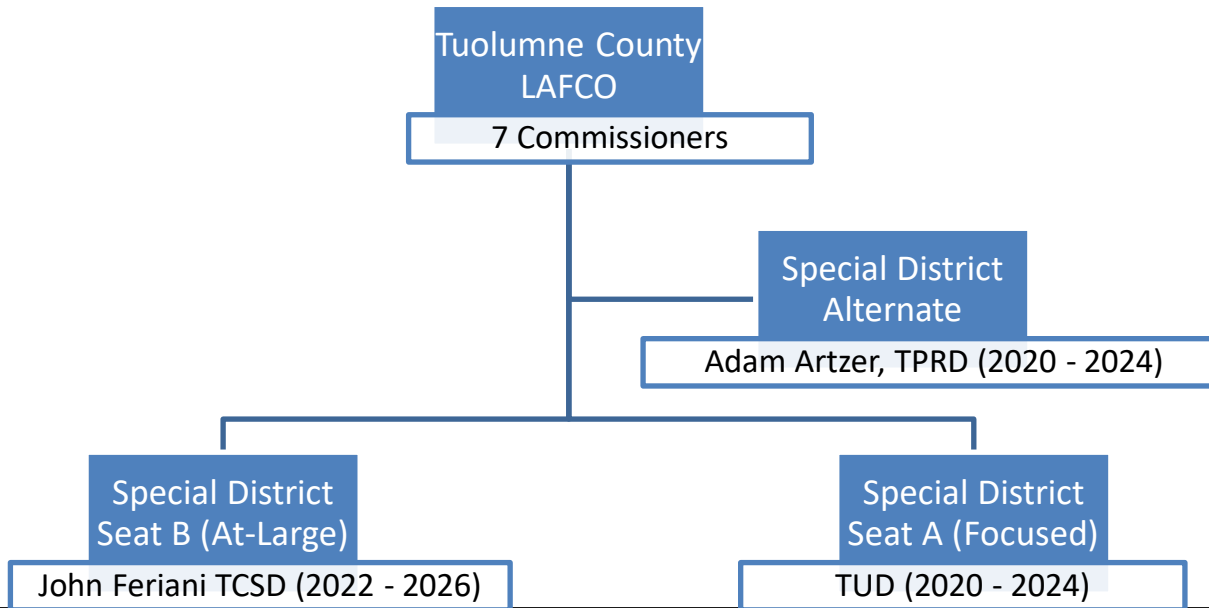 Tuolumne County
LAFCO
7 Commissioners
Special District
Alternate
Adam Artzer, TPRD (2020 - 2024)
Special District
Seat B (At-Large)
John Feriani TCSD (2022 - 2026)
Special District
Seat A (Focused)
TUD (2020 - 2024)